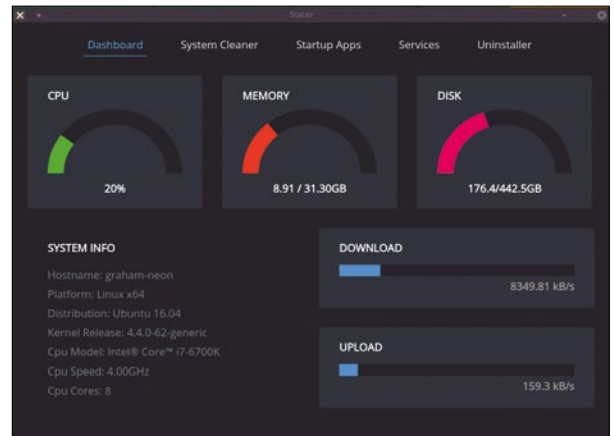 Stacer
Dashboard System Cleaner Startup Apps Services Uninstaller
CPU
20%
MEMORY
8.91 / 31.30GB
DISK
176.4/442.5GB
SYSTEM INFO
Hostname: graham-neon
Platform: Linux x64
Distribution: Ubuntu 16.04
Kernel Release: 4.4.0-62-generic
Cpu Model: Intel® Core™ i7-6700K
Cpu Speed: 4.00GHz
Cpu Cores: 8
DOWNLOAD
8349.81 kB/s
UPLOAD
159.3 kB/s